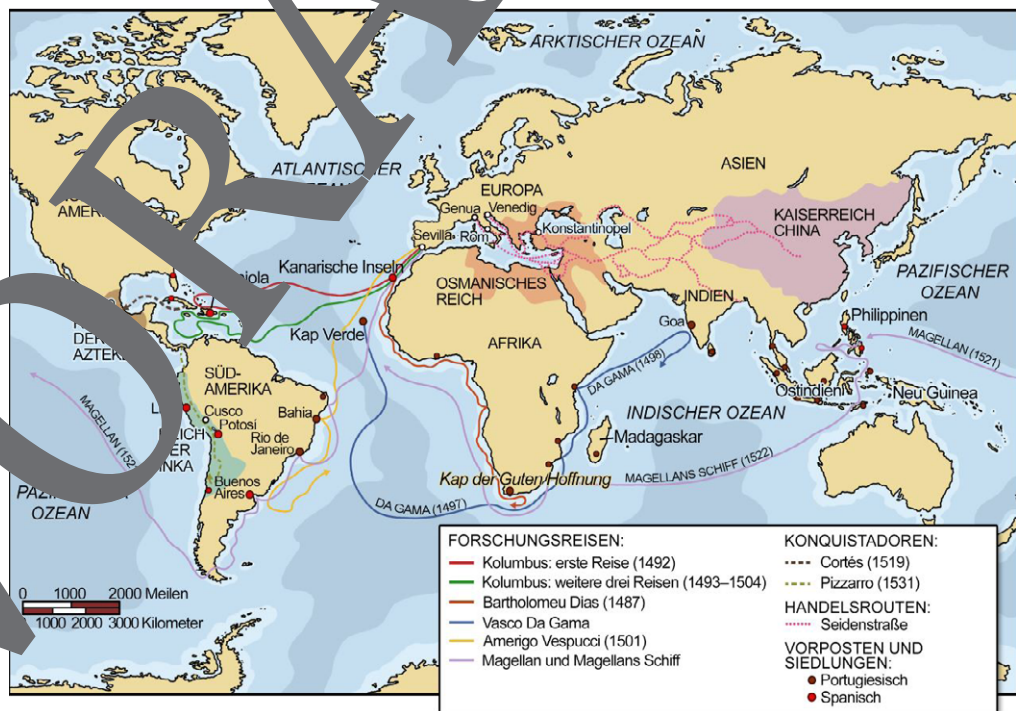 ARKTISCHER OZEAN
ATLANTISCHER
ASIEN
EUROPA
KAISERREICH
CHINA
Genua
Venedig
Konstantinopel
Sevilla
Rom
Kanarische Inseln
OSMANISCHES
REICH
PAZIFISCHER
OZEAN
INDIEN
Philippinen
Goa
Kap Verde
AFRIKA
MAGELLAN (1521)
DA GAMA (1498)
SÜD-
AMERIKA
Ostindien
Neu Guinea
INDISCHER OZEAN
Cusco
Potosí
Bahia
Rio de
Janeiro
Madagaskar
MAGELLANS SCHIFF (1522)
Kap der Guten Hoffnung
Buenos
Aires
DA GAMA (1497)
OZEAN
0 1000 2000 Meilen
1000 2000 3000 Kilometer
FORSCHUNGSREISEN:
Kolumbus: erste Reise (1492)
Kolumbus: weitere drei Reisen (1493–1504)
Bartholomeu Dias (1487)
Vasco Da Gama
Amerigo Vespucci (1501)
Magellan und Magellans Schiff
KONQUISTADOREN:
Cortés (1519)
Pizzarro (1531)
HANDELSROUTEN:
Seidenstraße
VORPOSTEN UND
SIEDLUNGEN:
Portugiesisch
Spanisch